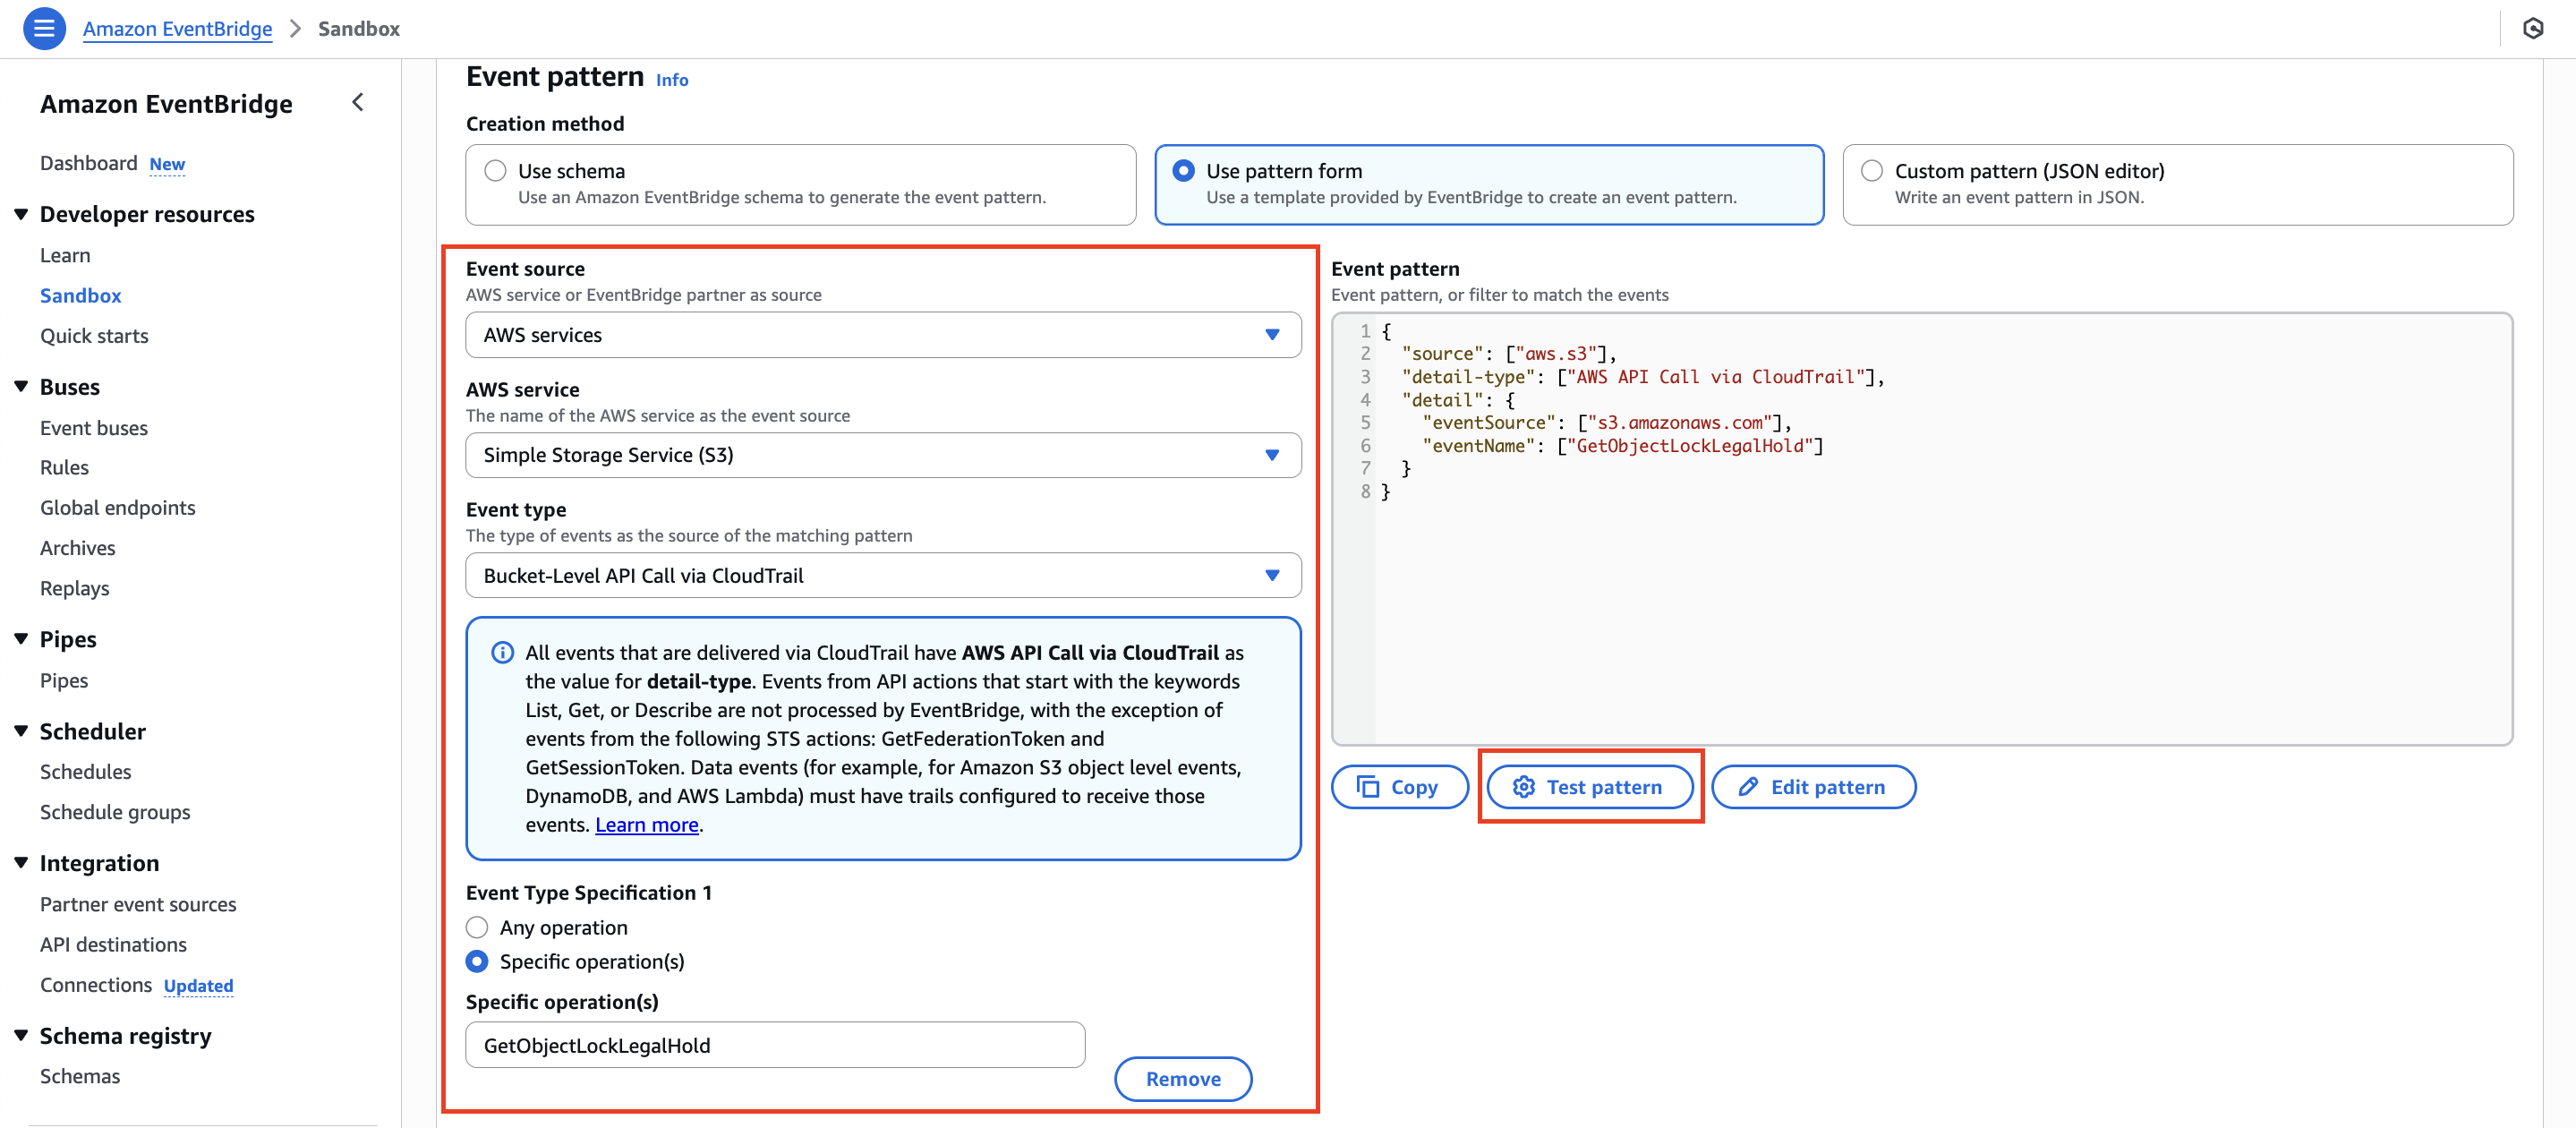 Amazon EventBridge > Sandbox
Amazon EventBridge
Dashboard New
Developer resources
Learn
Sandbox
Quick starts
Buses
Event buses
Rules
Global endpoints
Archives
Replays
Pipes
Pipes
Scheduler
Schedules
Schedule groups
Integration
Partner event sources
API destinations
Connections Updated
Schema registry
Schemas
Event pattern Info
Creation method
Use schema
Use an Amazon EventBridge schema to generate the event pattern.
Use pattern form
Use a template provided by EventBridge to create an event pattern.
Custom pattern (JSON editor)
Write an event pattern in JSON.
Event source
AWS service or EventBridge partner as source
AWS services
AWS service
The name of the AWS service as the event source
Simple Storage Service (S3)
Event type
The type of events as the source of the matching pattern
Bucket-Level API Call via CloudTrail
All events that are delivered via CloudTrail have AWS API Call via CloudTrail as
the value for detail-type. Events from API actions that start with the keywords
List, Get, or Describe are not processed by EventBridge, with the exception of
events from the following STS actions: GetFederationToken and
GetSessionToken. Data events (for example, for Amazon S3 object level events,
DynamoDB, and AWS Lambda) must have trails configured to receive those
events. Learn more.
Event Type Specification 1
Any operation
Specific operation(s)
Specific operation(s)
GetObjectLockLegalHold
Remove
Event pattern
Event pattern, or filter to match the events
1 {
2 "source": ["aws.s3"],
3 "detail-type": ["AWS API Call via CloudTrail"],
4 "detail": {
5 "eventSource": ["s3.amazonaws.com"],
6 "eventName": ["GetObjectLockLegalHold"]
7 }
8 }
Copy
Test pattern
Edit pattern